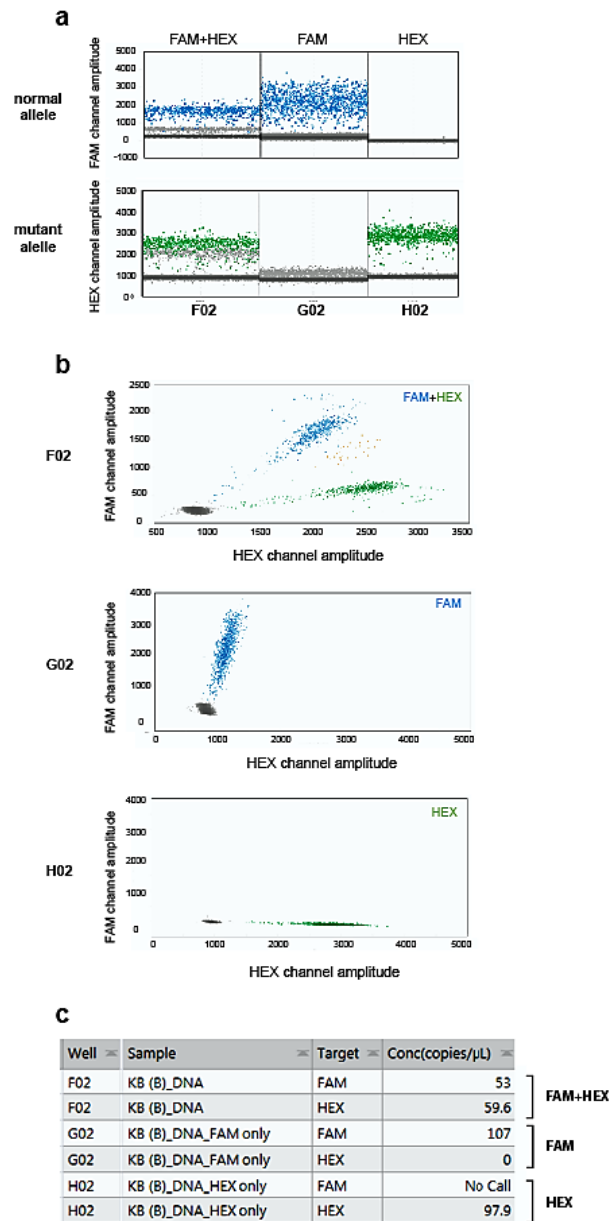 a
FAM+HEX FAM HEX
normal
allele
FAM channel amplitude
5000
4000
3000
2000
1000
0
-1000
mutant
alelle
HEX channel amplitude
5000
4000
3000
2000
1000
0
F02 G02 H02
b
F02
FAM channel amplitude
2500
2000
1500
1000
500
0
FAM+HEX
500 1000 1500 2000 2500 3000 3500
HEX channel amplitude
G02
FAM channel amplitude
4000
3000
2000
1000
0
FAM
0 1000 2000 3000 4000 5000
HEX channel amplitude
H02
FAM channel amplitude
4000
3000
2000
1000
0
HEX
0 1000 2000 3000 4000 5000
HEX channel amplitude
c
Well Sample Target Conc(copies/µL)
F02 KB (B)_DNA FAM 53
F02 KB (B)_DNA HEX 59.6
FAM+HEX
G02 KB (B)_DNA_FAM only FAM 107
G02 KB (B)_DNA_FAM only HEX 0
FAM
H02 KB (B)_DNA_HEX only FAM No Call
H02 KB (B)_DNA_HEX only HEX 97.9
HEX